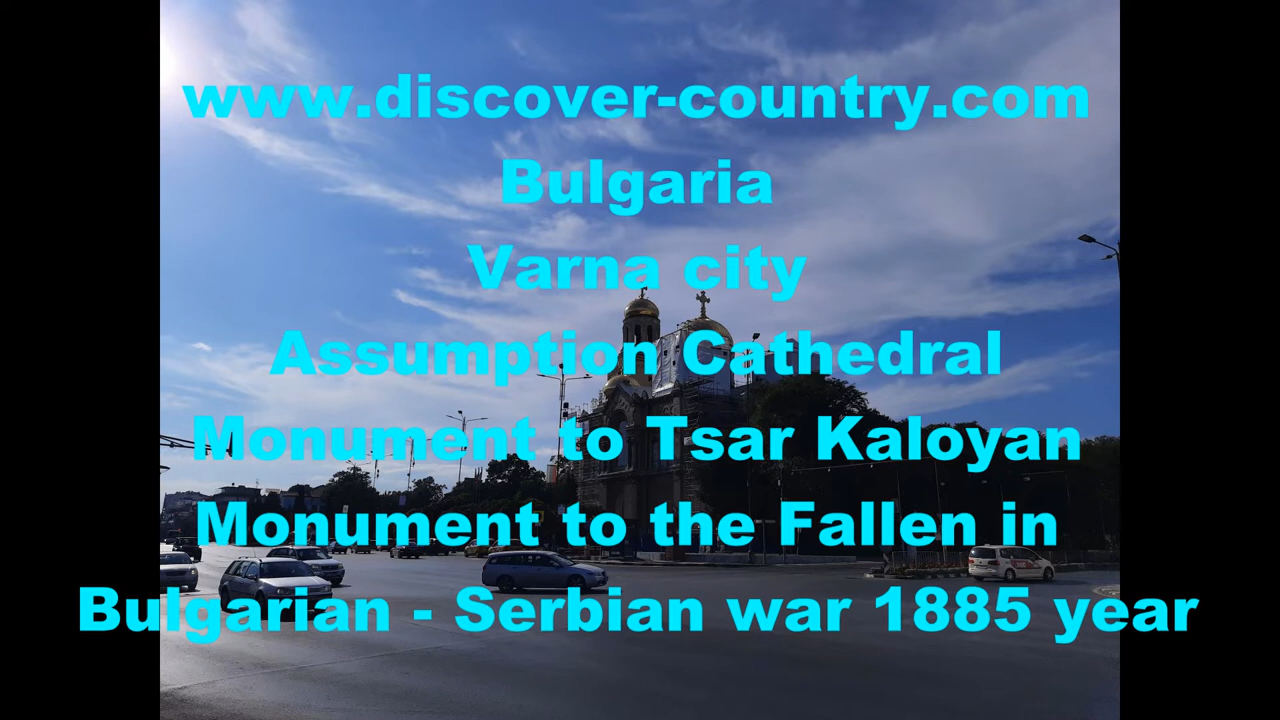 www.discover-country.com
Bulgaria
Varna city
Assumption Cathedral
Monument to Tsar Kaloyan
Monument to the Fallen in
Bulgarian - Serbian war 1885 year